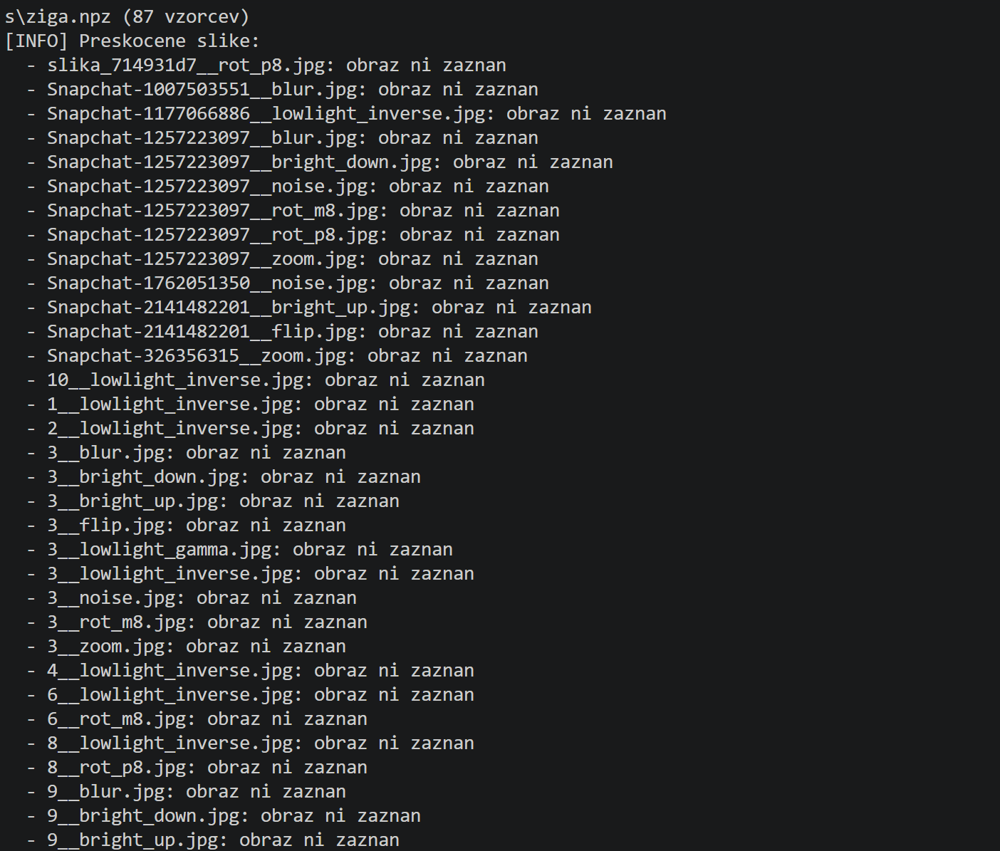 s\ziga.npz (87 vzorcev)
[INFO] Preskocene slike:
- slika_714931d7__rot_p8.jpg: obraz ni zaznan
- Snapchat-1007503551__blur.jpg: obraz ni zaznan
- Snapchat-1177066886__lowlight_inverse.jpg: obraz ni zaznan
- Snapchat-1257223097__blur.jpg: obraz ni zaznan
- Snapchat-1257223097__bright_down.jpg: obraz ni zaznan
- Snapchat-1257223097__noise.jpg: obraz ni zaznan
- Snapchat-1257223097__rot_m8.jpg: obraz ni zaznan
- Snapchat-1257223097__rot_p8.jpg: obraz ni zaznan
- Snapchat-1257223097__zoom.jpg: obraz ni zaznan
- Snapchat-1762051350__noise.jpg: obraz ni zaznan
- Snapchat-2141482201__bright_up.jpg: obraz ni zaznan
- Snapchat-2141482201__flip.jpg: obraz ni zaznan
- Snapchat-326356315__zoom.jpg: obraz ni zaznan
- 10__lowlight_inverse.jpg: obraz ni zaznan
- 1__lowlight_inverse.jpg: obraz ni zaznan
- 2__lowlight_inverse.jpg: obraz ni zaznan
- 3__blur.jpg: obraz ni zaznan
- 3__bright_down.jpg: obraz ni zaznan
- 3__bright_up.jpg: obraz ni zaznan
- 3__flip.jpg: obraz ni zaznan
- 3__lowlight_gamma.jpg: obraz ni zaznan
- 3__lowlight_inverse.jpg: obraz ni zaznan
- 3__noise.jpg: obraz ni zaznan
- 3__rot_m8.jpg: obraz ni zaznan
- 3__zoom.jpg: obraz ni zaznan
- 4__lowlight_inverse.jpg: obraz ni zaznan
- 6__lowlight_inverse.jpg: obraz ni zaznan
- 6__rot_m8.jpg: obraz ni zaznan
- 8__lowlight_inverse.jpg: obraz ni zaznan
- 8__rot_p8.jpg: obraz ni zaznan
- 9__blur.jpg: obraz ni zaznan
- 9__bright_down.jpg: obraz ni zaznan
- 9__bright_up.jpg: obraz ni zaznan